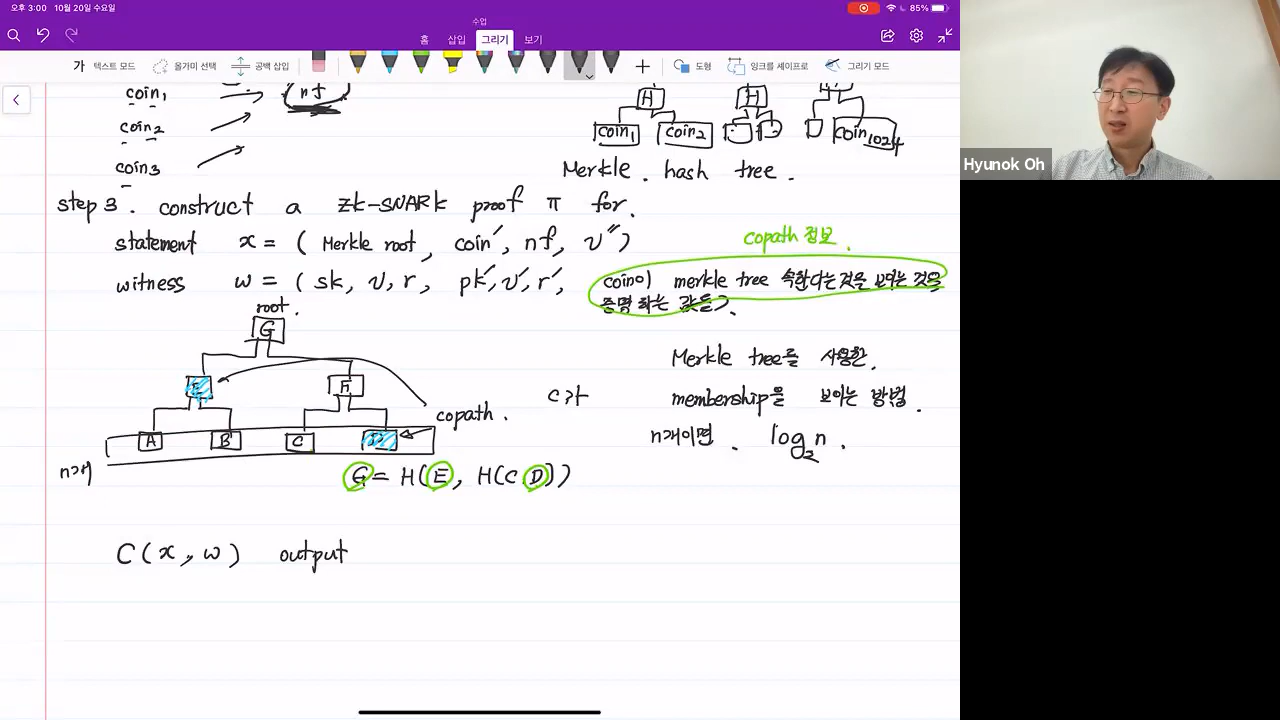 오후 3:00 10월 20일 수요일
85%
수업
홈 삽입 그리기 보기
가 텍스트 모드 올가미 선택 공백 삽입 도형 잉크를 셰이프로 그리기 모드
coin₁ nf
coin₂
coin₃
H H H
coin₁ coin₂ coin₁₀₂₄
Merkle. hash tree.
Hyunok Oh
step 3. construct a zk-SNARK proof π for.
statement x = ( Merkle root, coin′, nf, v″)
copath 정보.
witness w = ( sk, v, r, pk′, v′, r′, coin이 merkle tree 속한다는 것을 보이는 것을
증명 하는 값들).
root.
G
copath.
A B C D
n개
G = H(E, H(C, D))
Merkle tree를 사용한.
c가 membership을 보이는 방법.
n개이면. log₂n.
C(x, w) output